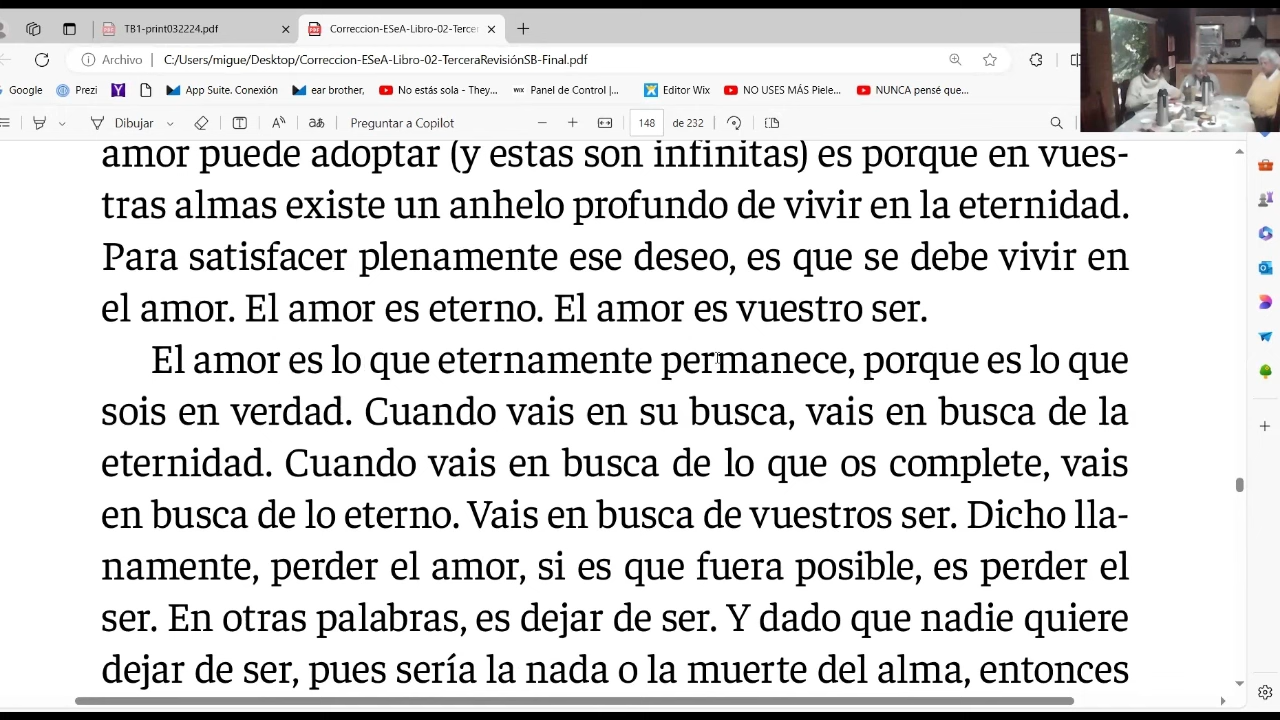 TB1-print032224.pdf
Correccion-ESeA-Libro-02-Tercer
Archivo
C:/Users/migue/Desktop/Correccion-ESeA-Libro-02-TerceraRevisiónSB-Final.pdf
Google Prezi App Suite. Conexión ear brother, No estás sola - They... WIX Panel de Control |... Editor Wix NO USES MÁS Piele... NUNCA pensé que...
Dibujar Preguntar a Copilot 148 de 232
amor puede adoptar (y estas son infinitas) es porque en vues-
tras almas existe un anhelo profundo de vivir en la eternidad.
Para satisfacer plenamente ese deseo, es que se debe vivir en
el amor. El amor es eterno. El amor es vuestro ser.
El amor es lo que eternamente permanece, porque es lo que
sois en verdad. Cuando vais en su busca, vais en busca de la
eternidad. Cuando vais en busca de lo que os complete, vais
en busca de lo eterno. Vais en busca de vuestros ser. Dicho lla-
namente, perder el amor, si es que fuera posible, es perder el
ser. En otras palabras, es dejar de ser. Y dado que nadie quiere
dejar de ser, pues sería la nada o la muerte del alma, entonces